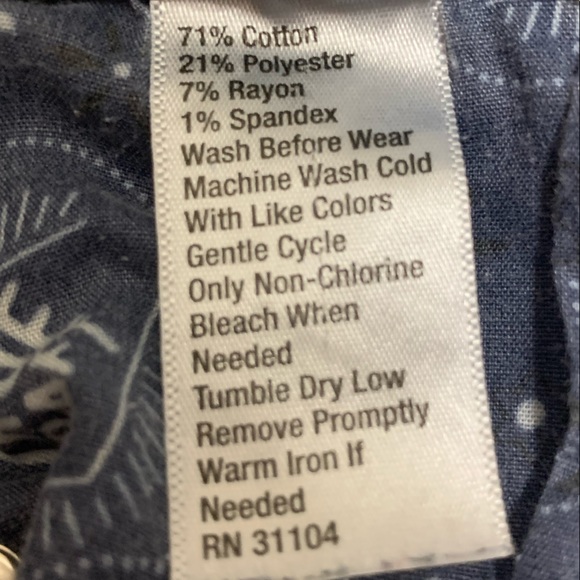 71% Cotton
21% Polyester
7% Rayon
1% Spandex
Wash Before Wear
Machine Wash Cold
With Like Colors
Gentle Cycle
Only Non-Chlorine
Bleach When
Needed
Tumble Dry Low
Remove Promptly
Warm Iron If
Needed
RN 31104